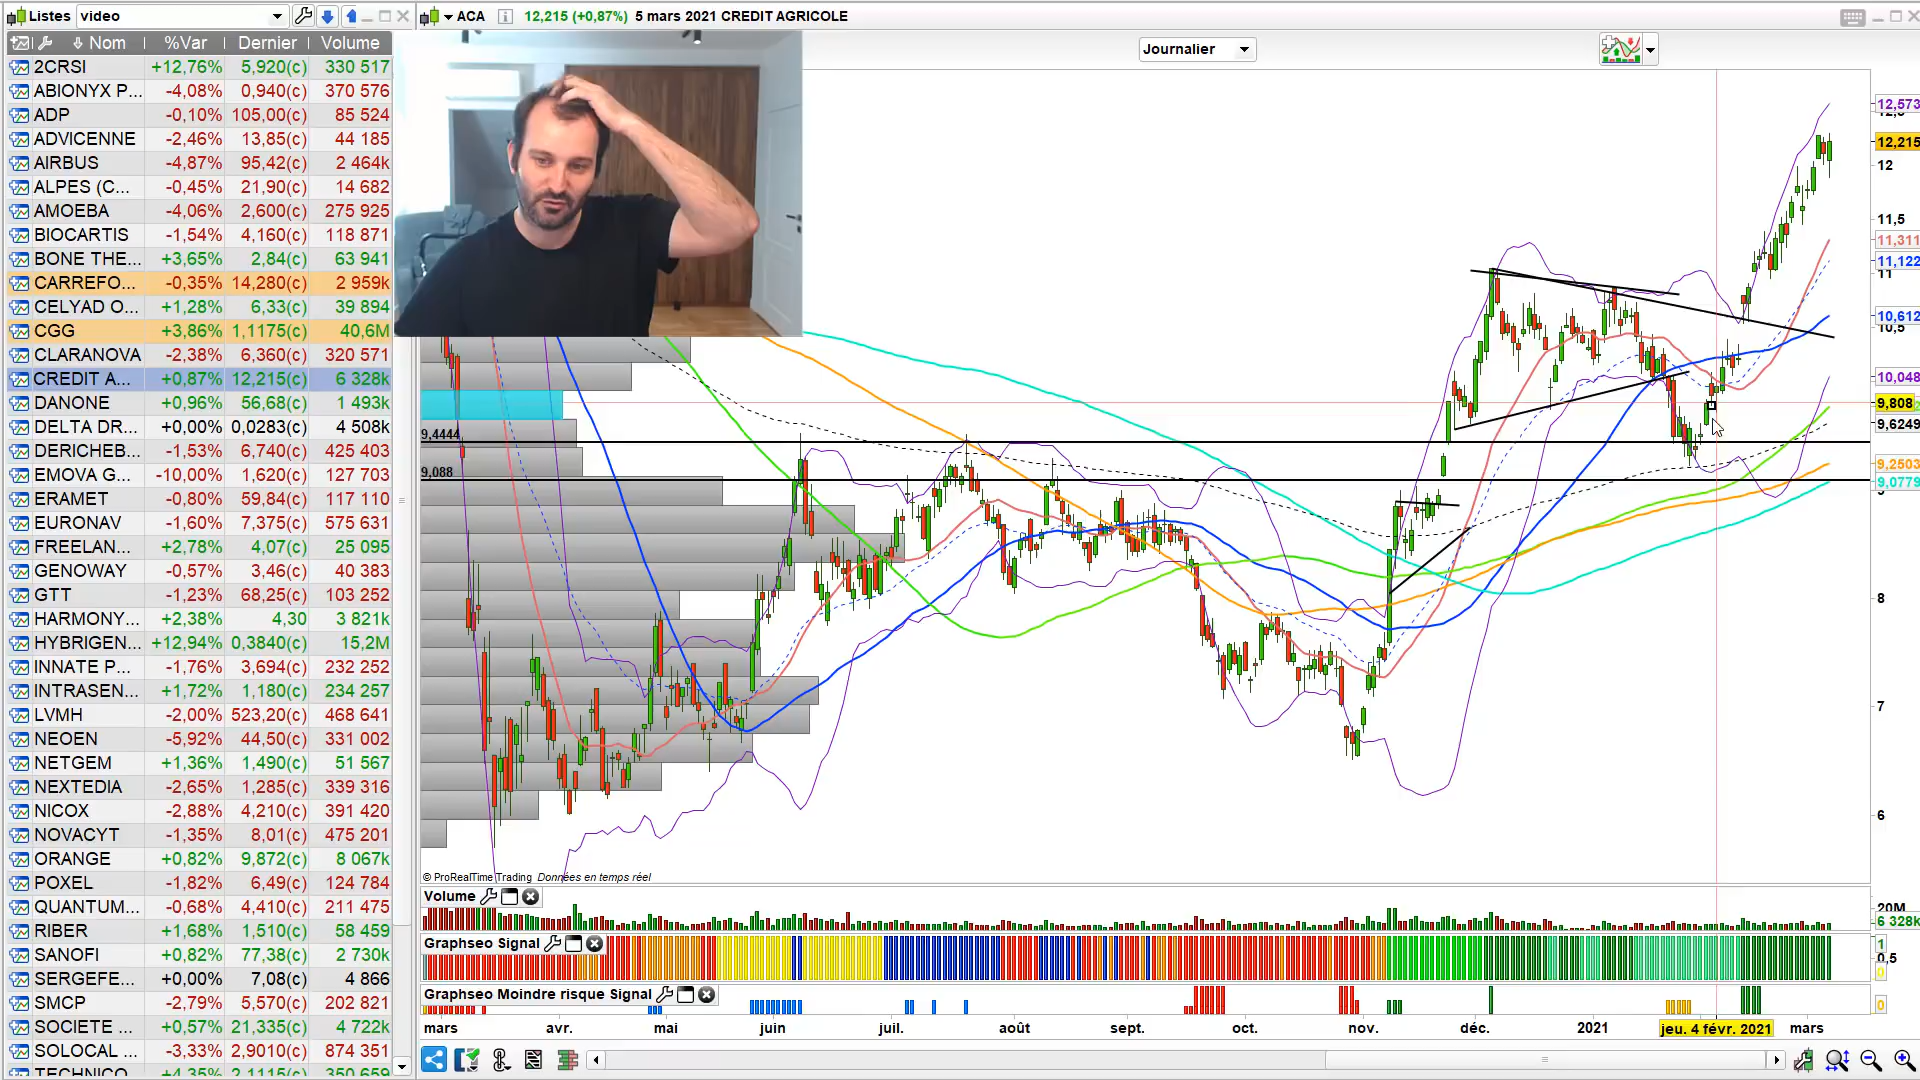 Listes video
ACA 12,215 (+0,87%) 5 mars 2021 CREDIT AGRICOLE
Nom %Var Dernier Volume
2CRSI +12,76% 5,920(c) 330 517
ABIONYX P... -4,08% 0,940(c) 370 576
ADP -0,10% 105,00(c) 85 524
ADVICENNE -2,46% 13,85(c) 44 185
AIRBUS -4,87% 95,42(c) 2 464k
ALPES (C... -0,45% 21,90(c) 14 682
AMOEBA -4,06% 2,600(c) 275 925
BIOCARTIS -1,54% 4,160(c) 118 871
BONE THE... +3,65% 2,84(c) 63 941
CARREFO... -0,35% 14,280(c) 2 959k
CELYAD O... +1,28% 6,33(c) 39 894
CGG +3,86% 1,1175(c) 40,6M
CLARANOVA -2,38% 6,360(c) 320 571
CREDIT A... +0,87% 12,215(c) 6 328k
DANONE +0,96% 56,68(c) 1 493k
DELTA DR... +0,00% 0,0283(c) 4 508k
DERICHEB... -1,53% 6,740(c) 425 403
EMOVA G... -10,00% 1,620(c) 127 703
ERAMET -0,80% 59,84(c) 117 110
EURONAV -1,60% 7,375(c) 575 631
FREELAN... +2,78% 4,07(c) 25 095
GENOWAY -0,57% 3,46(c) 40 383
GTT -1,23% 68,25(c) 103 252
HARMONY... +2,38% 4,30 3 821k
HYBRIGEN... +12,94% 0,3840(c) 15,2M
INNATE P... -1,76% 3,694(c) 232 252
INTRASEN... +1,72% 1,180(c) 234 257
LVMH -2,00% 523,20(c) 468 641
NEOEN -5,92% 44,50(c) 331 002
NETGEM +1,36% 1,490(c) 51 567
NEXTEDIA -2,65% 1,285(c) 339 316
NICOX -2,88% 4,210(c) 391 420
NOVACYT -1,35% 8,01(c) 475 201
ORANGE +0,82% 9,872(c) 8 067k
POXEL -1,82% 6,49(c) 124 784
QUANTUM... -0,68% 4,410(c) 211 475
RIBER +1,68% 1,510(c) 58 459
SANOFI +0,82% 77,38(c) 2 730k
SERGEFE... +0,00% 7,08(c) 4 866
SMCP -2,79% 5,570(c) 202 821
SOCIETE ... +0,57% 21,335(c) 4 722k
SOLOCAL ... -3,33% 2,9010(c) 874 351
TECHNICO +4,35% 2,1115(c) 350 659
Journalier
12,573
12,215
12
11,5
11,311
11,122
11
10,612
10,5
10,048
9,808
9,6249
9,2503
9,0779
8
7
6
9,4444
9,088
© ProRealTime Trading Données en temps réel
Volume
20M
6 328k
Graphseo Signal
1
0,5
0
Graphseo Moindre risque Signal
0
mars avr. mai juin juil. août sept. oct. nov. déc. 2021 jeu. 4 févr. 2021 mars